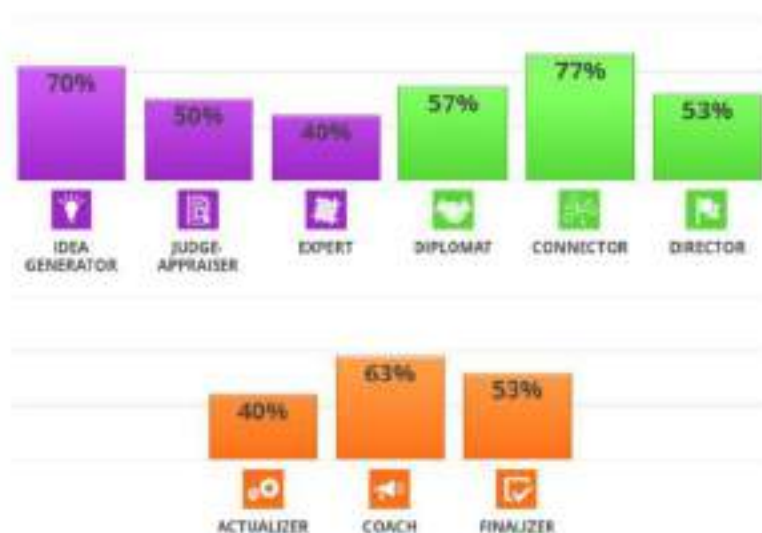 70%
50%
40%
57%
77%
53%
IDEA
GENERATOR
JUDGE-
APPRAISER
EXPERT
DIPLOMAT
CONNECTOR
DIRECTOR
40%
63%
53%
ACTUALIZER
COACH
FINALIZER